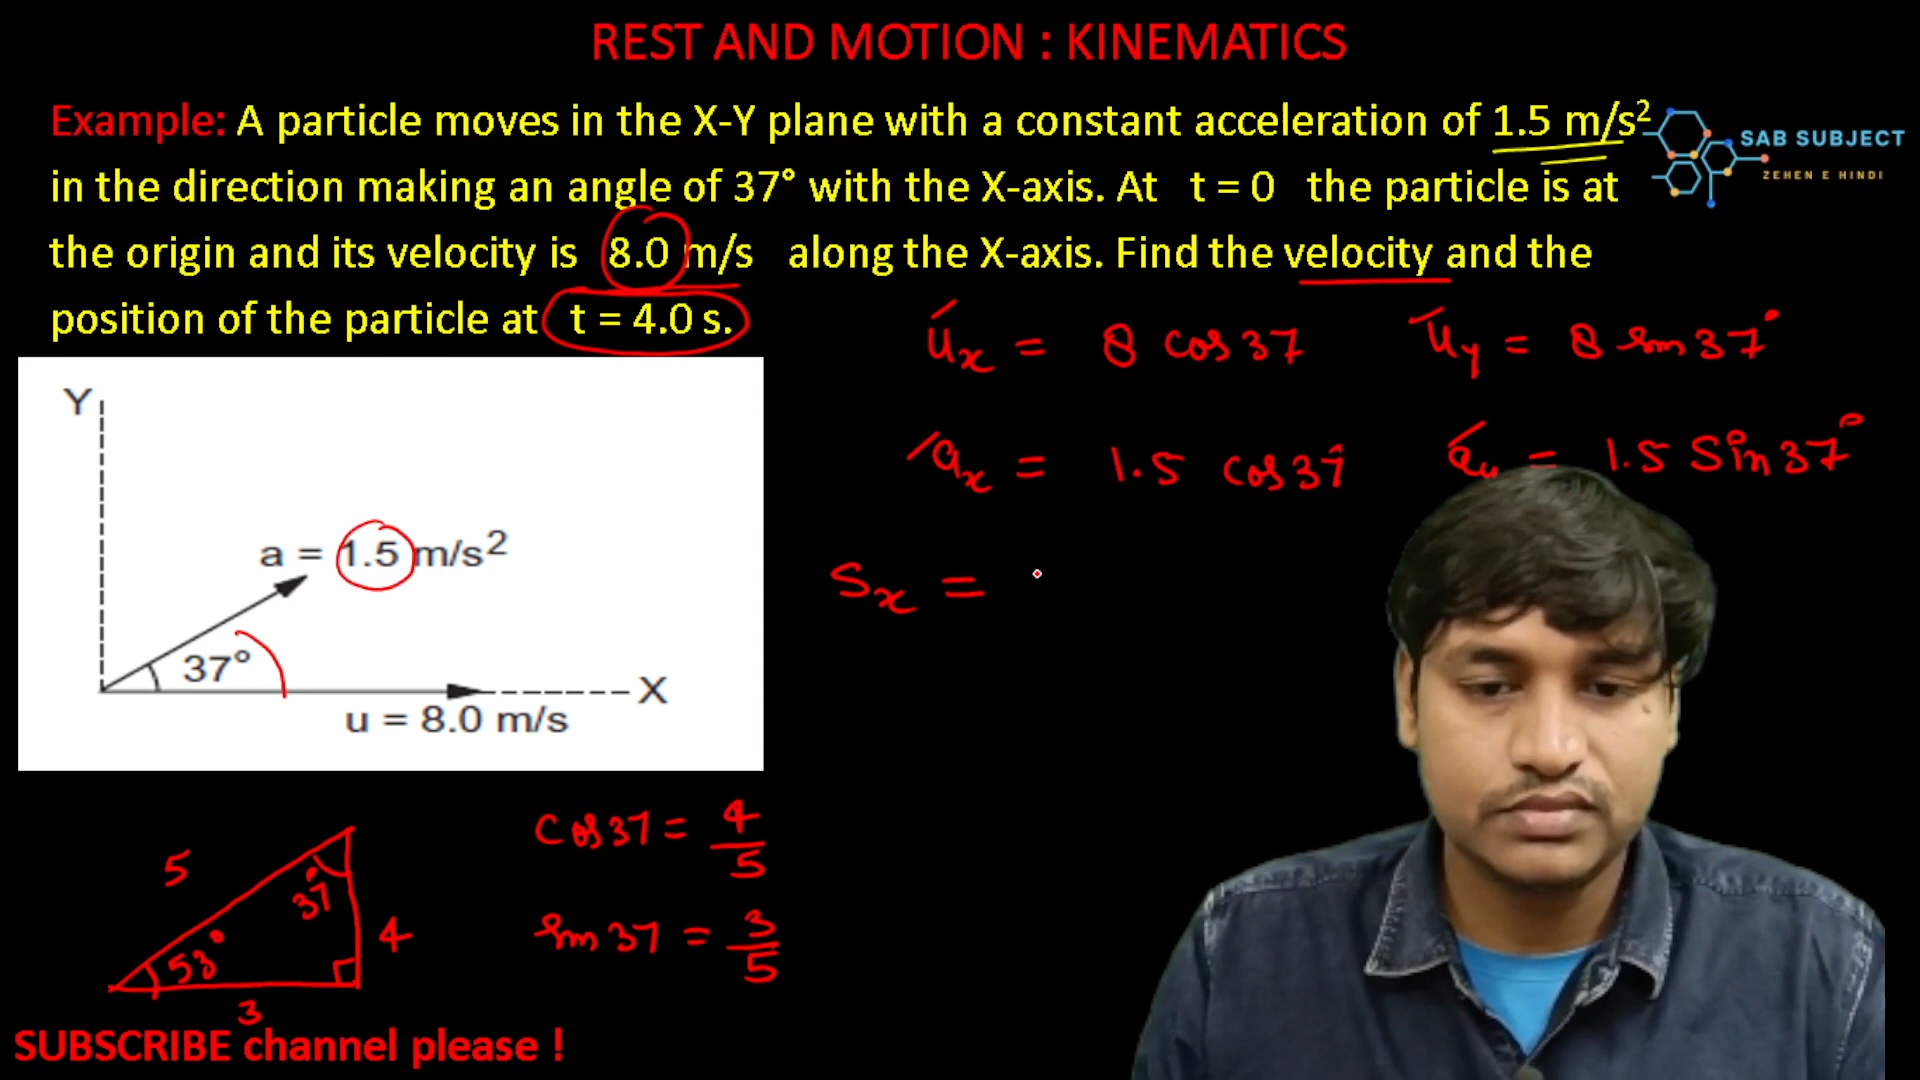 REST AND MOTION : KINEMATICS
Example: A particle moves in the X-Y plane with a constant acceleration of 1.5 m/s²
in the direction making an angle of 37° with the X-axis. At t = 0 the particle is at
the origin and its velocity is 8.0 m/s along the X-axis. Find the velocity and the
position of the particle at t = 4.0 s.
SAB SUBJECT
ZEHEN E HINDI
ux = 8 cos 37
uy = 8 sin 37°
ax = 1.5 cos 37°
ay = 1.5 Sin 37°
Sx =
Y
a = 1.5 m/s²
37°
X
u = 8.0 m/s
5
37°
53°
4
3
Cos 37 = 4/5
sin 37 = 3/5
SUBSCRIBE channel please !